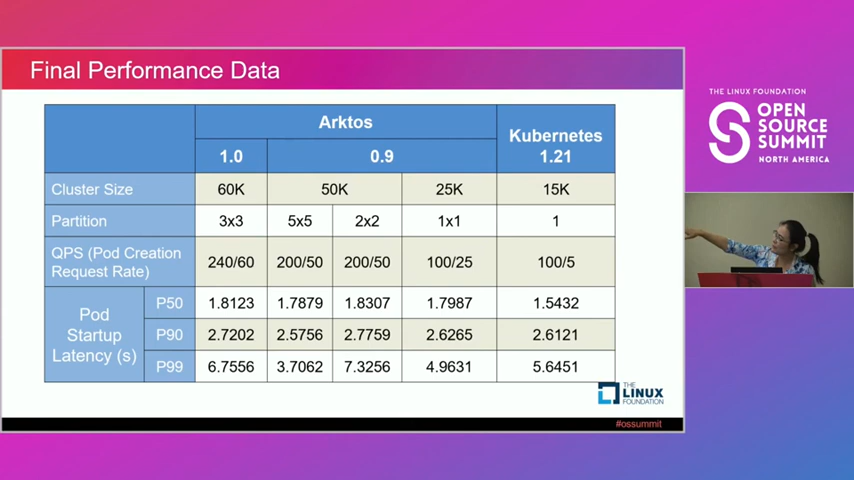 Final Performance Data
Arktos
Kubernetes
1.21
1.0
0.9
Cluster Size
60K
50K
25K
15K
Partition
3x3
5x5
2x2
1x1
1
QPS (Pod Creation
Request Rate)
240/60
200/50
200/50
100/25
100/5
Pod
Startup
Latency (s)
P50
1.8123
1.7879
1.8307
1.7987
1.5432
P90
2.7202
2.5756
2.7759
2.6265
2.6121
P99
6.7556
3.7062
7.3256
4.9631
5.6451
THE
LINUX
FOUNDATION
#ossummit
THE LINUX FOUNDATION
OPEN
SOURCE
SUMMIT
NORTH AMERICA